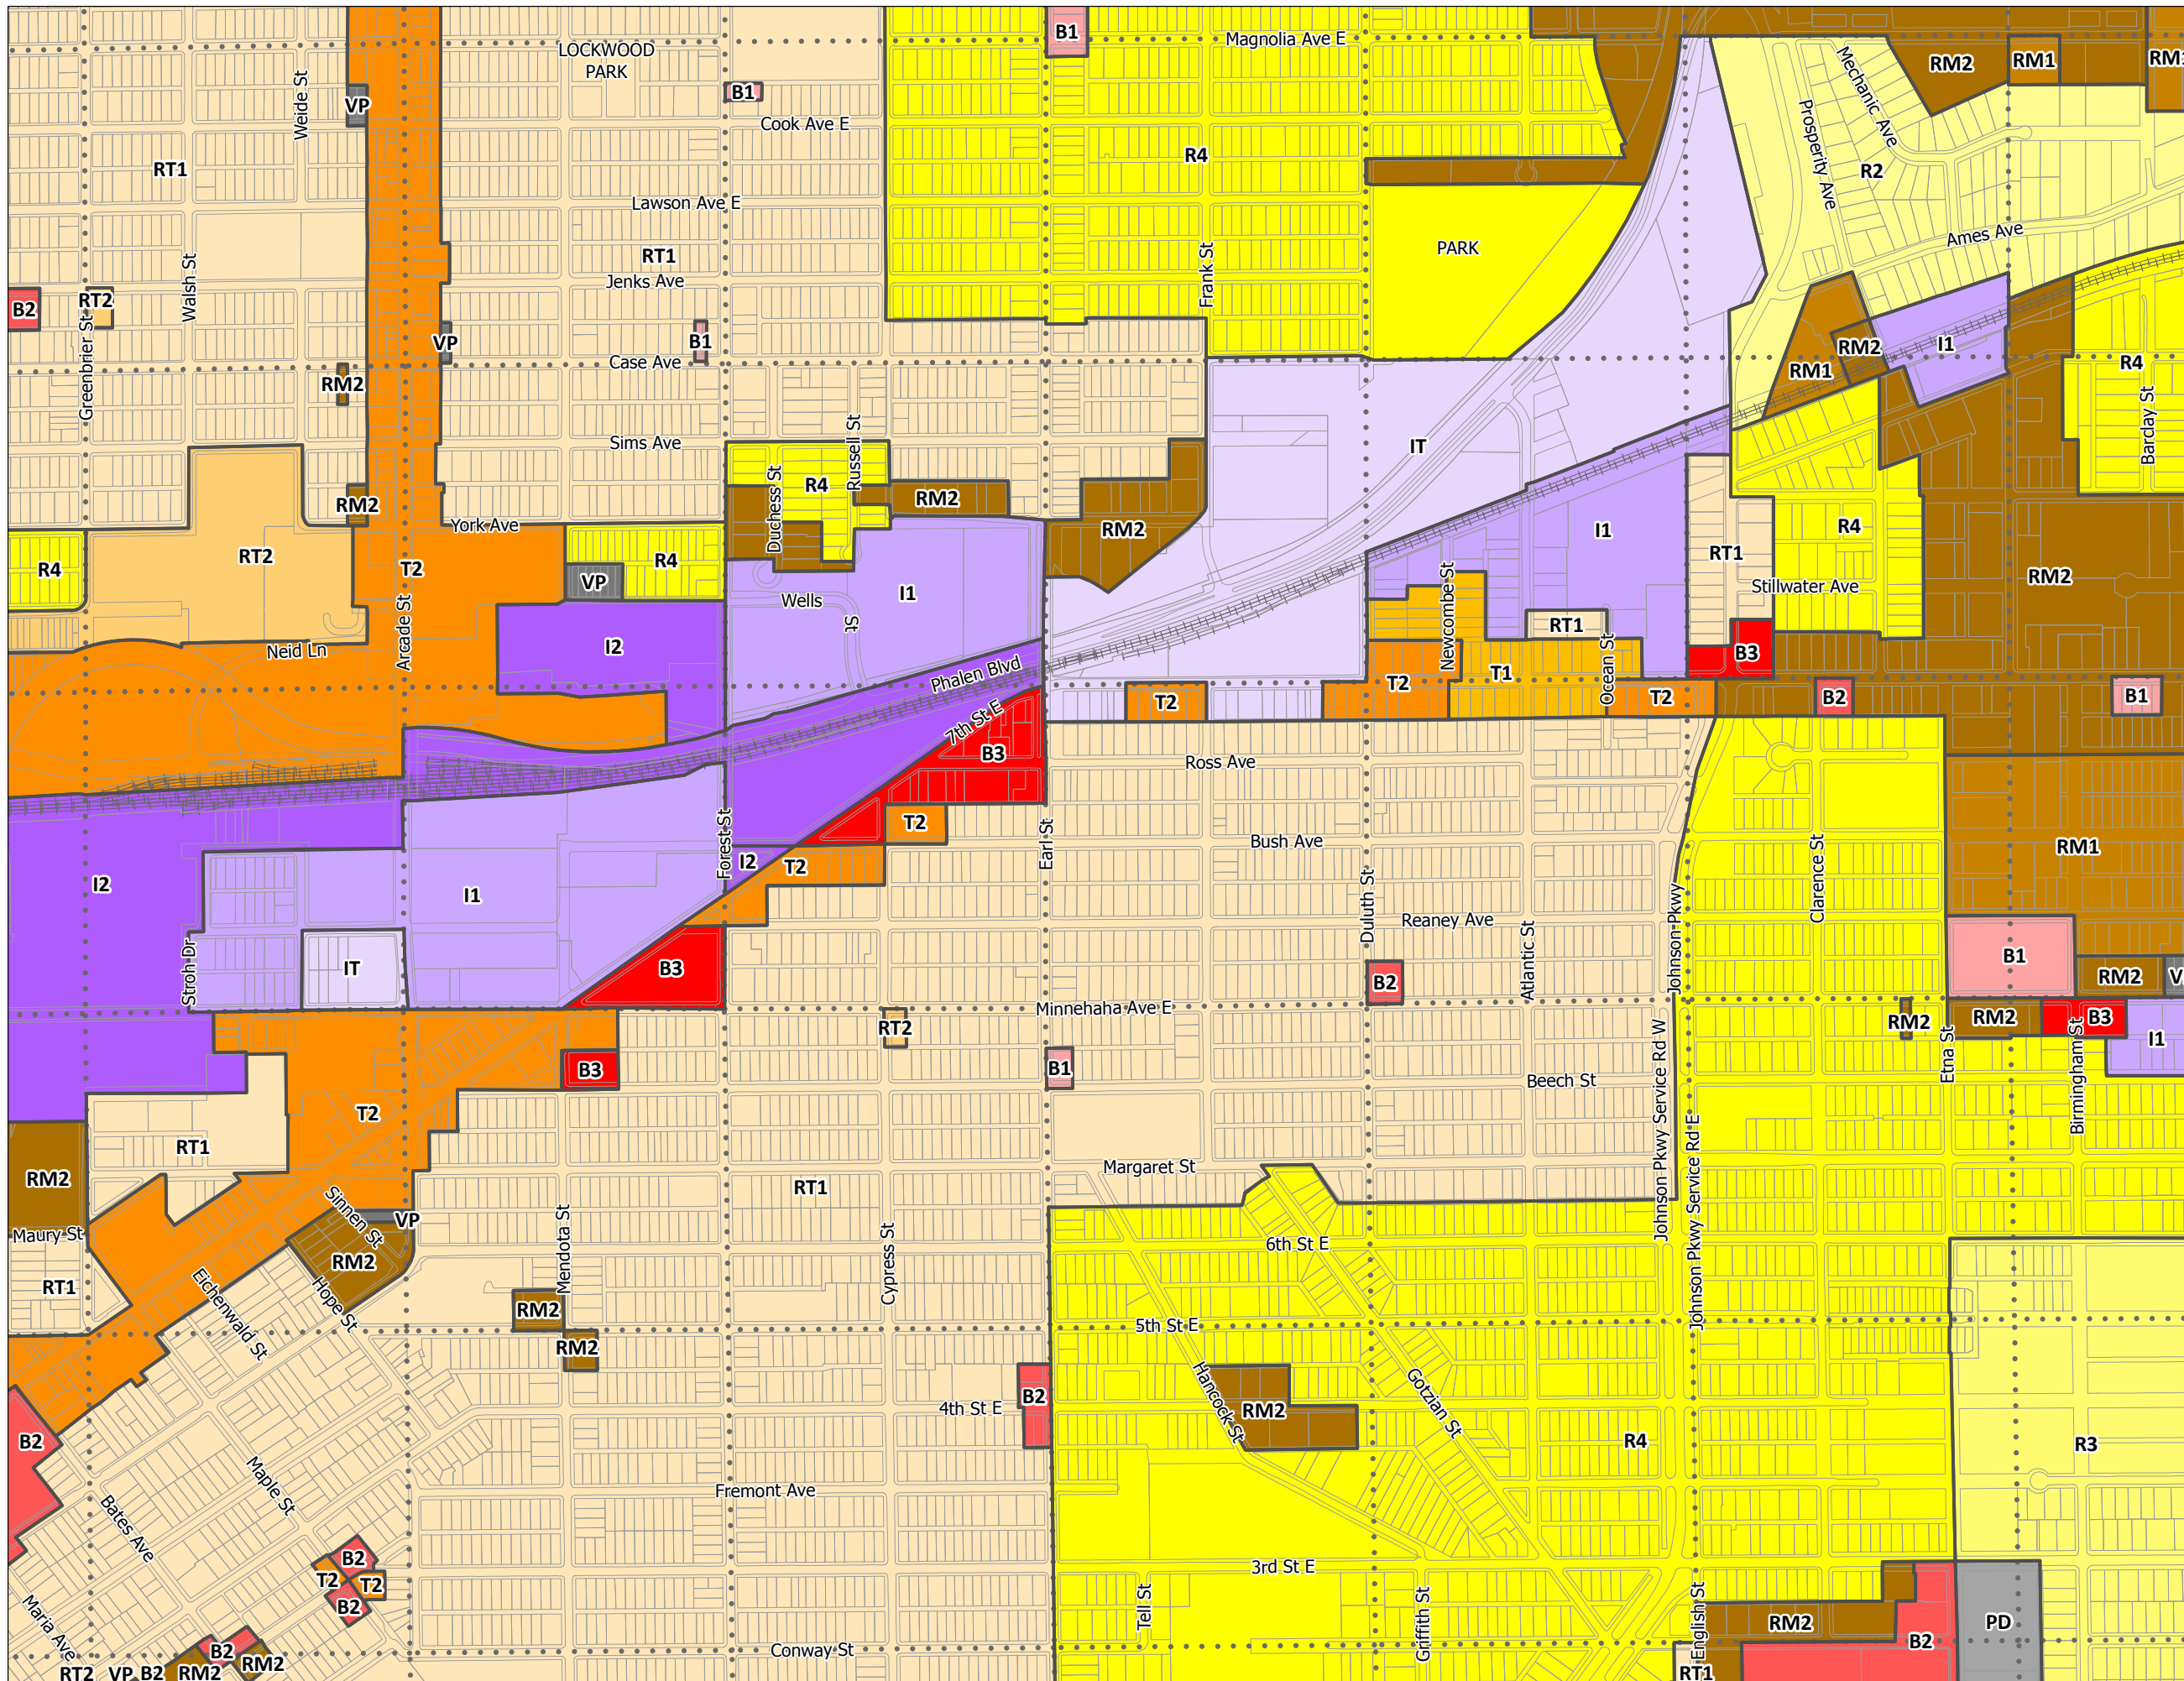 B1
Magnolia Ave E
LOCKWOOD
PARK
RM2
RM1
Weide St
VP
B1
Cook Ave E
Mechanic Ave
Prosperity Ave
RT1
R4
R2
Lawson Ave E
RT1
Jenks Ave
PARK
Ames Ave
Walsh St
Frank St
B2
RT2
Greenbrier St
VP
B1
Case Ave
RM2
RM2
I1
RM1
R4
Barclay St
Sims Ave
Russell St
IT
Duchess St
R4
RM2
RM2
York Ave
RM2
RM2
I1
R4
RT1
R4
RT2
T2
R4
VP
Wells
St
I1
Newcombe St
Stillwater Ave
RM2
Arcade St
Neid Ln
I2
RT1
Ocean St
B3
Phalen Blvd
T2
T1
T2
T2
B2
B1
7th St E
B3
Ross Ave
T2
Forest St
Earl St
Bush Ave
Clarence St
RM1
I2
T2
I2
I1
Duluth St
Reaney Ave
Atlantic St
Johnson Pkwy
Stroh Dr
IT
B3
B2
B1
RM2
V
Minnehaha Ave E
RT2
RM2
RM2
B3
I1
B3
B1
Beech St
Etna St
Birmingham St
T2
RT1
Johnson Pkwy Service Rd W
Johnson Pkwy Service Rd E
RM2
RT1
Margaret St
Sinnen St
VP
Maury St
RM2
Mendota St
Cypress St
6th St E
RT1
Eichenwald St
Hope St
RM2
RM2
5th St E
Hancock St
B2
4th St E
RM2
Gotzian St
R4
R3
B2
Maple St
Fremont Ave
Bates Ave
B2
T2
T2
B2
3rd St E
Tell St
Griffith St
English St
Maria Ave
B2
RM2
RM2
B2
PD
Conway St
RT2
VP
B2
RM2
RT1